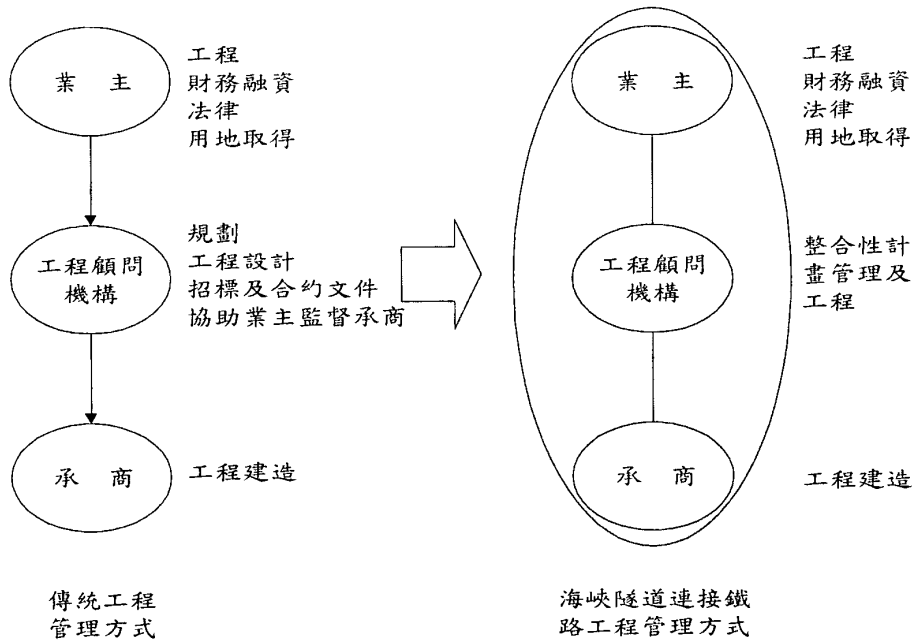 業主
工程
財務融資
法律
用地取得
工程顧問
機構
規劃
工程設計
招標及合約文件
協助業主監督承商
承商
工程建造
傳統工程
管理方式
業主
工程
財務融資
法律
用地取得
工程顧問
機構
整合性計
畫管理及
工程
承商
工程建造
海峽隧道連接鐵
路工程管理方式